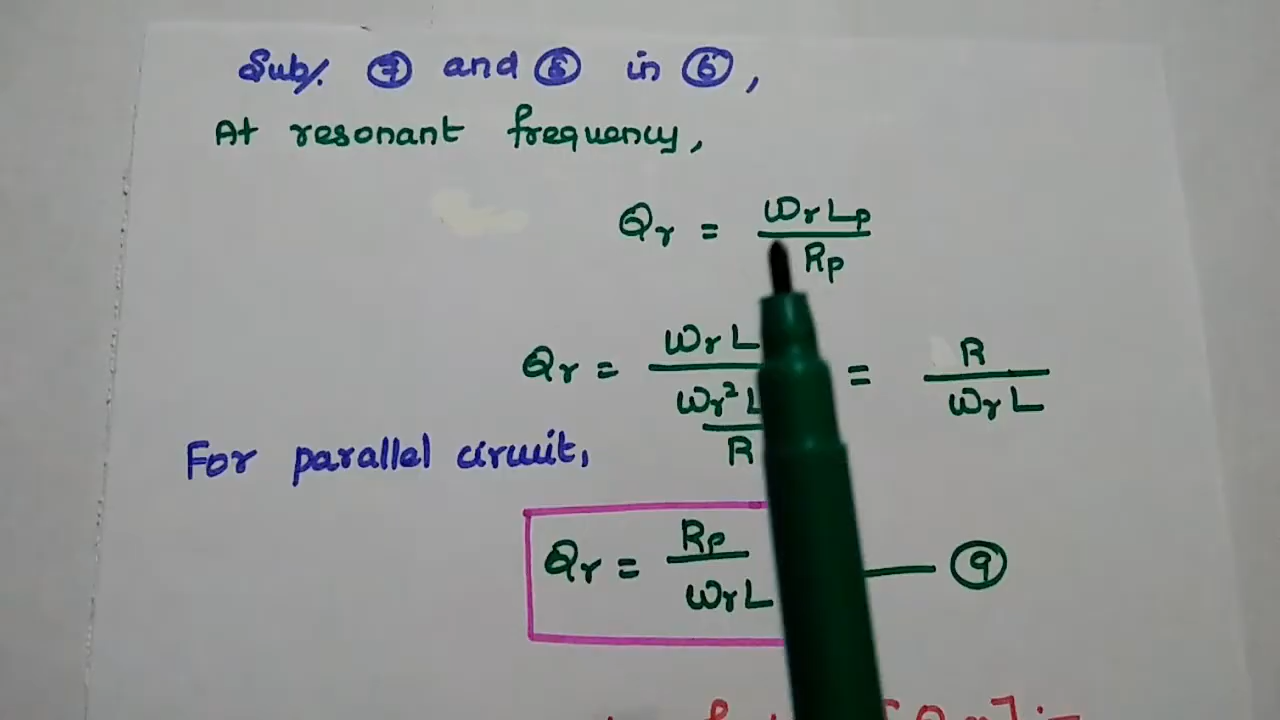 Sub/. ⑦ and ⑧ in ⑥,
At resonant frequency,
Qr = ωrLp / Rp
Qr = ωrL / ωr²L / R = R / ωrL
For parallel circuit,
Qr = Rp / ωrL — ⑨